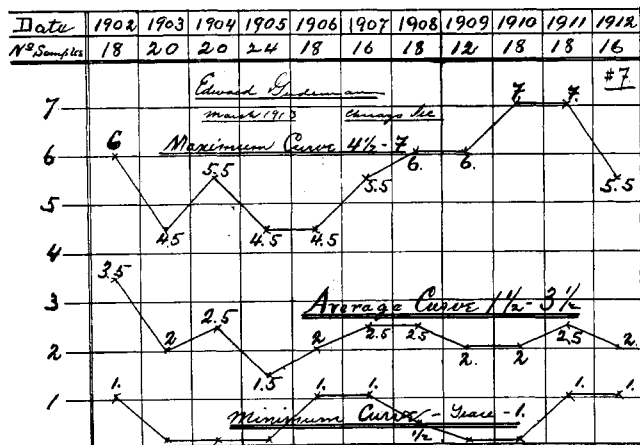 Date 1902 1903 1904 1905 1906 1907 1908 1909 1910 1911 1912
Nº Samples 18 20 20 24 18 16 18 12 18 18 16
#7
Edward Gudeman
March 1913 Chicago Ill
7 7. 7.
Maximum Curve 4½-7
6 6 6. 6.
5.5 5.5 5.5
5
4.5 4.5 4.5
4
3.5
3
Average Curve 1½-3½
2.5 2.5 2.5 2.5
2 2 2 2. 2. 2.
1.5
1 1. 1. 1. 1. 1.
Minimum Curve - Trace - 1.
½